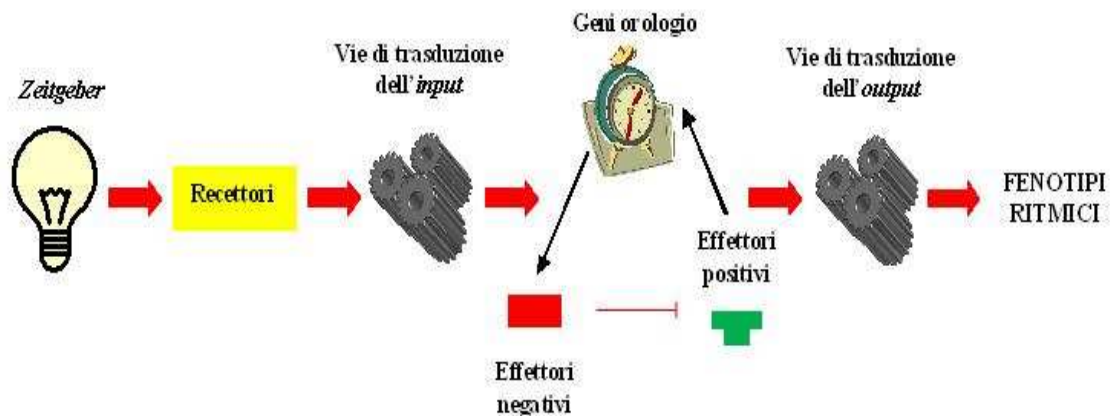 Zeitgeber
Recettori
Vie di trasduzione
dell'input
Geni orologio
Effettori
negativi
Effettori
positivi
Vie di trasduzione
dell'output
FENOTIPI
RITMICI